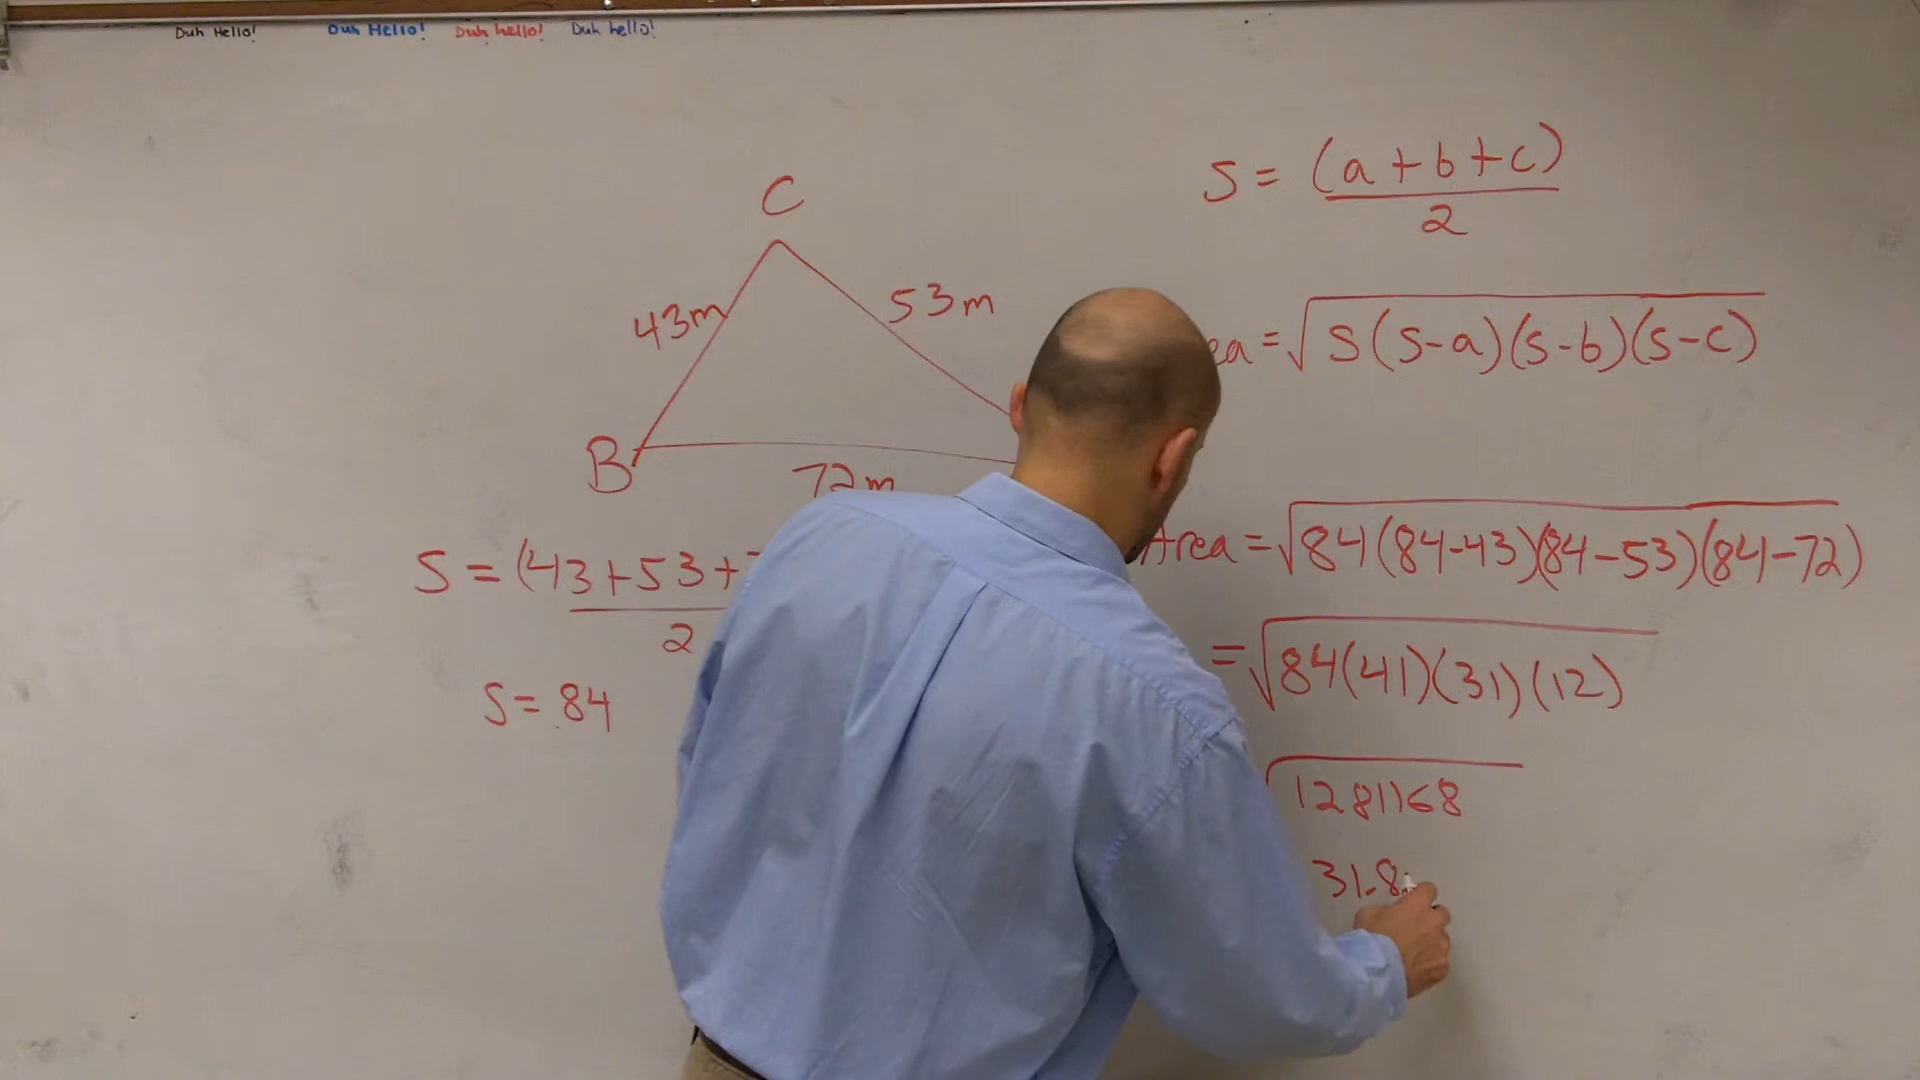 Duh Hello! Duh Hello! Duh hello! Duh hello!
C
43m
53m
B
72m
S = (43+53+
2
S = 84
S = (a+b+c)
2
ea = √S(S-a)(S-b)(S-c)
Area = √84(84-43)(84-53)(84-72)
= √84(41)(31)(12)
√1281168
31.8